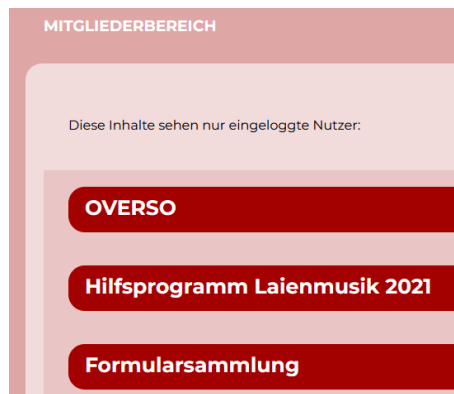 MITGLIEDERBEREICH
Diese Inhalte sehen nur eingeloggte Nutzer:
OVERSO
Hilfsprogramm Laienmusik 2021
Formularsammlung